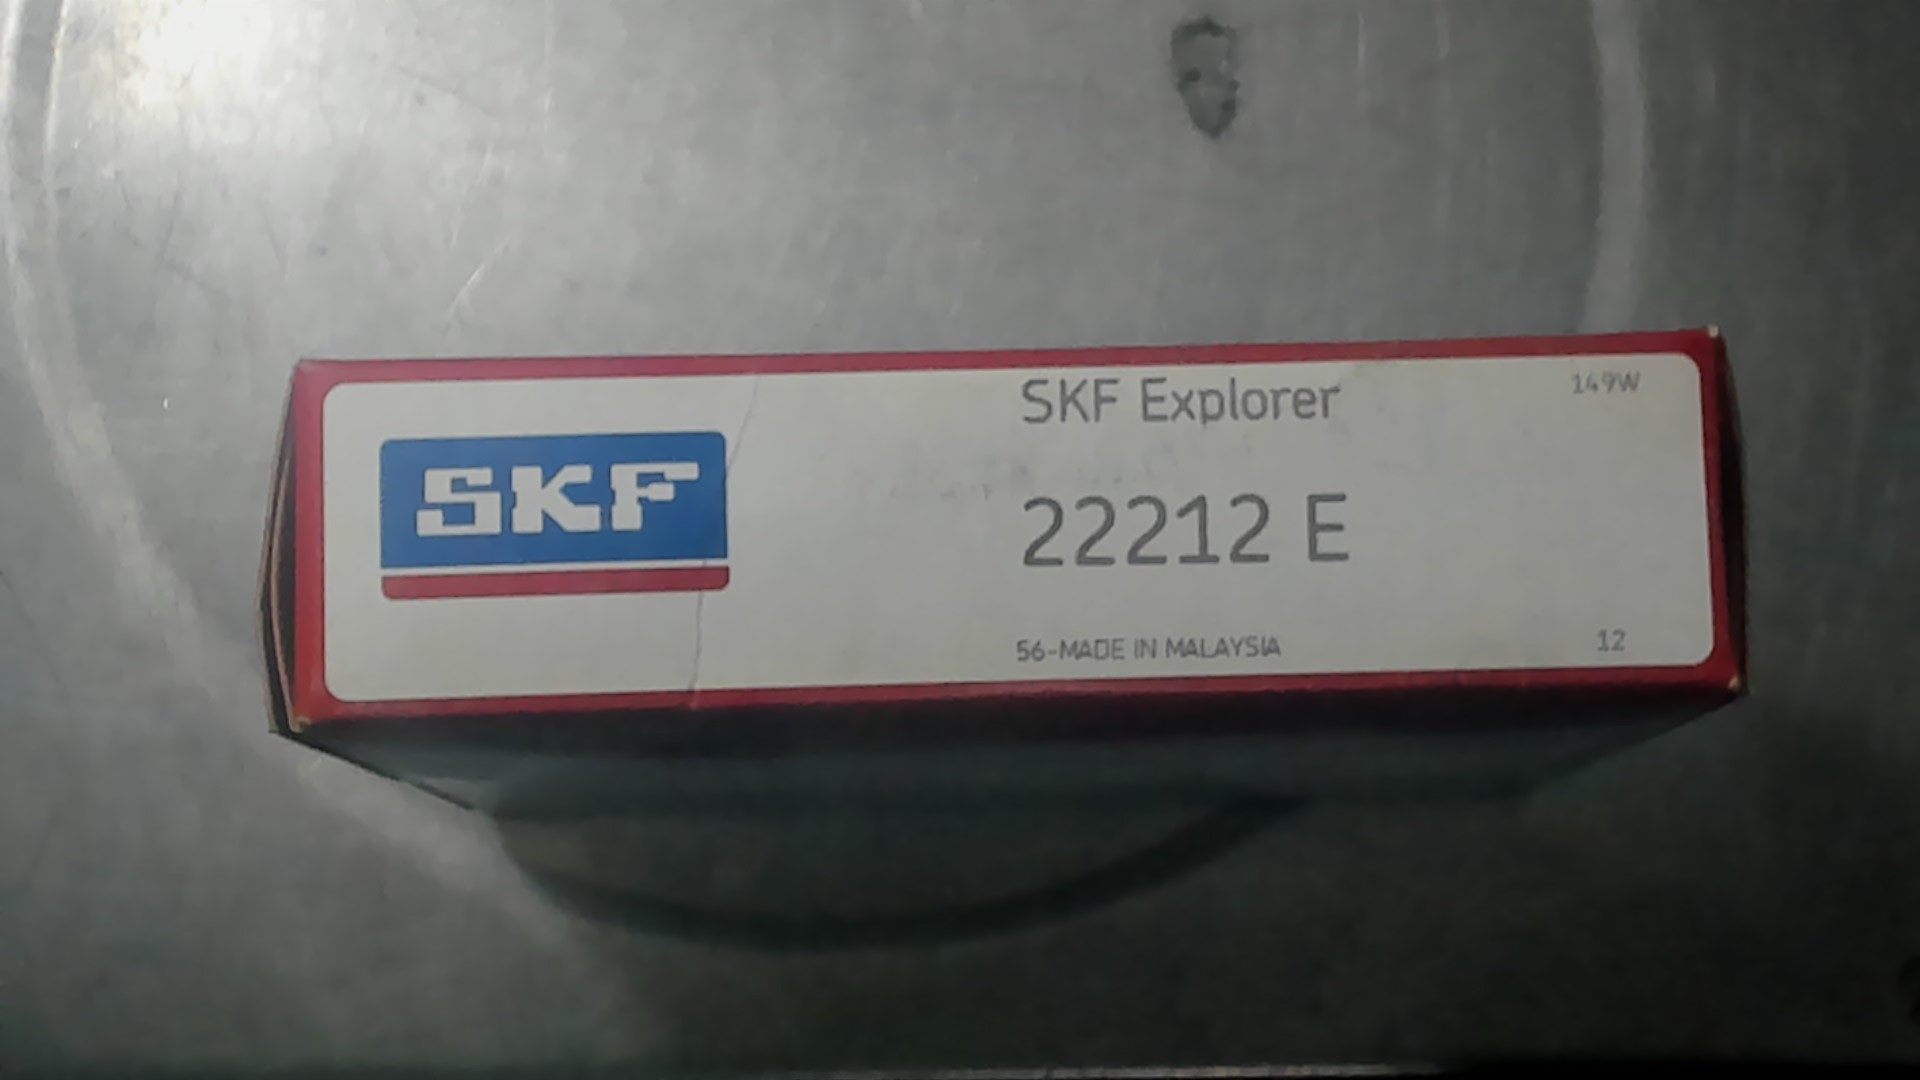 SKF
SKF Explorer
149W
22212 E
56-MADE IN MALAYSIA
12